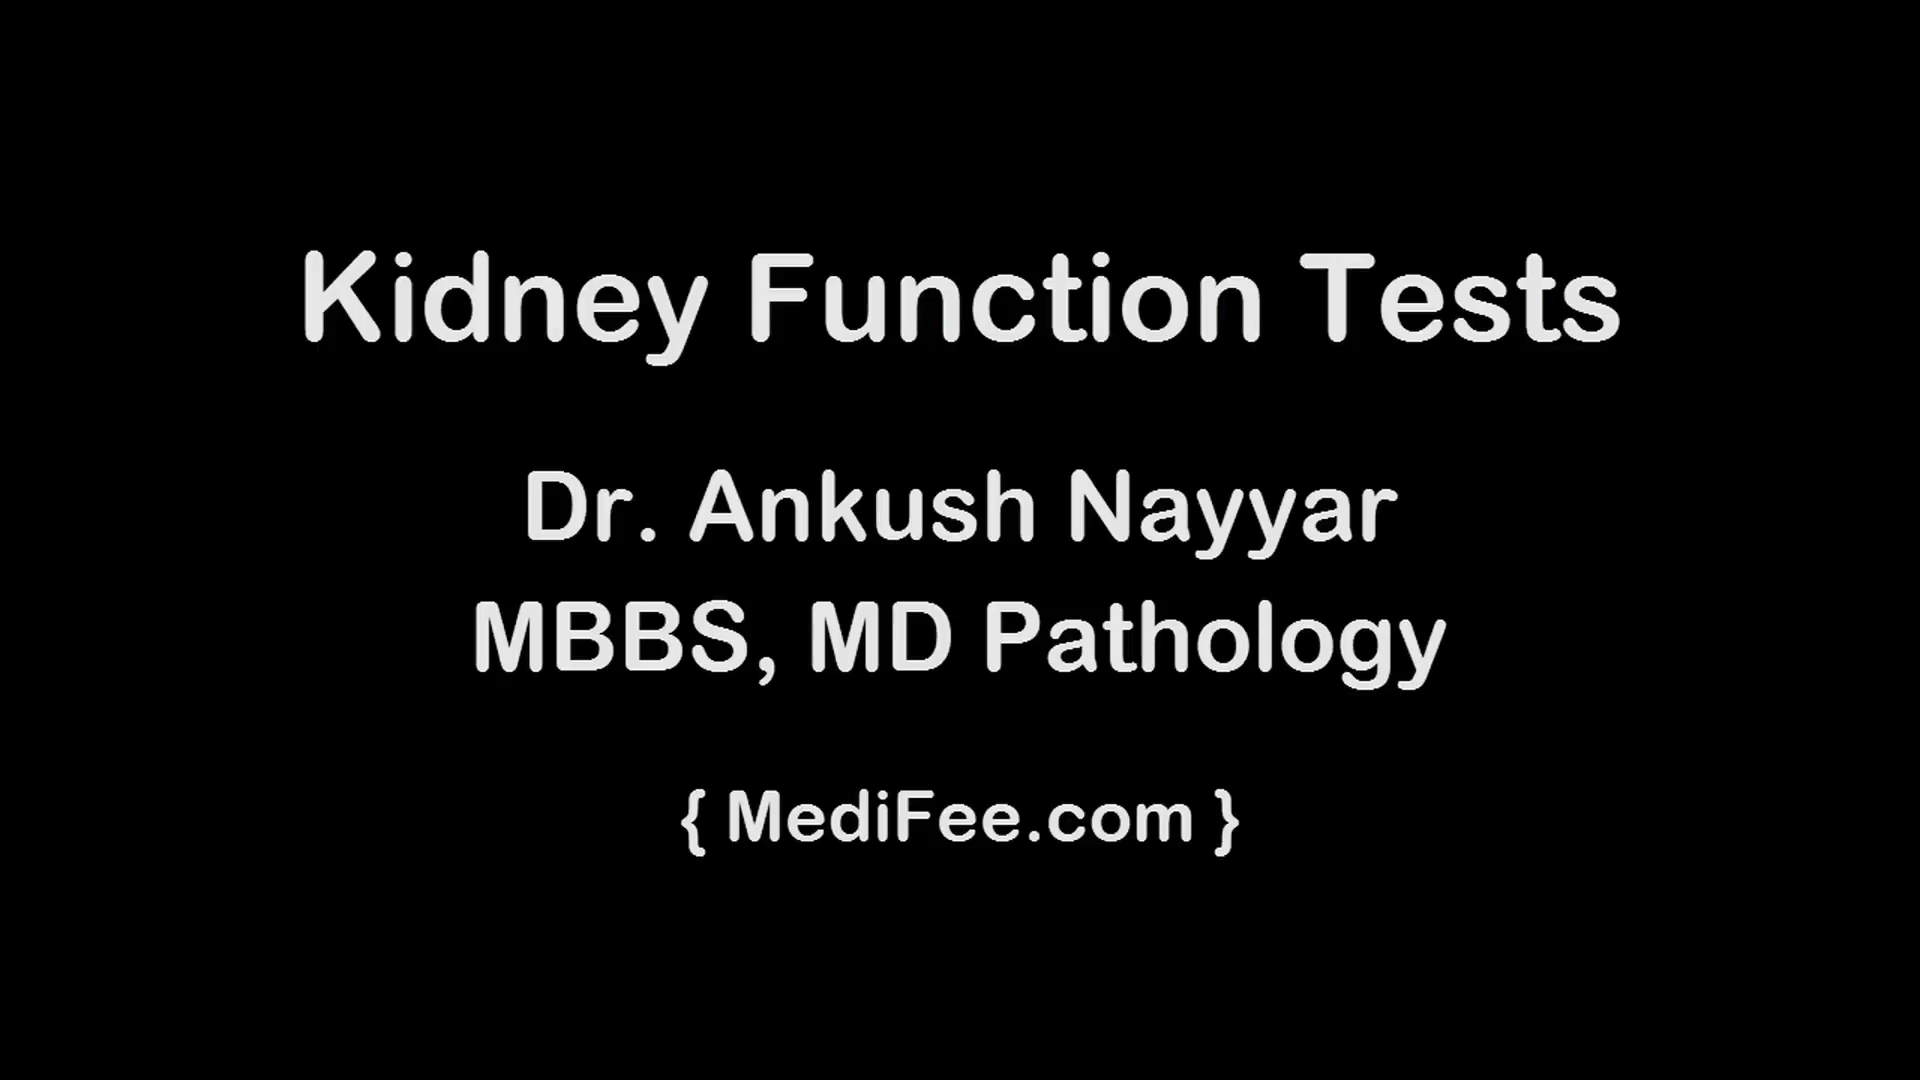 Kidney Function Tests
Dr. Ankush Nayyar
MBBS, MD Pathology
{ MediFee.com }